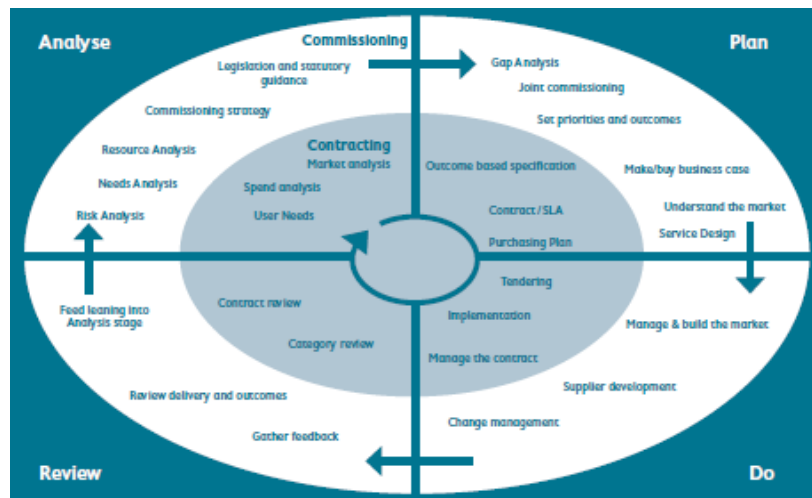 Analyse
Commissioning
Legislation and statutory
guidance
Commissioning strategy
Resource Analysis
Needs Analysis
Risk Analysis
Contracting
Market analysis
Spend analysis
User Needs
Plan
Gap Analysis
Joint commissioning
Set priorities and outcomes
Make/buy business case
Understand the market
Service Design
Outcome based specification
Contract / SLA
Purchasing Plan
Tendering
Implementation
Manage the contract
Manage & build the market
Supplier development
Change management
Do
Contract review
Category review
Feed leaning into
Analysis stage
Review delivery and outcomes
Gather feedback
Review